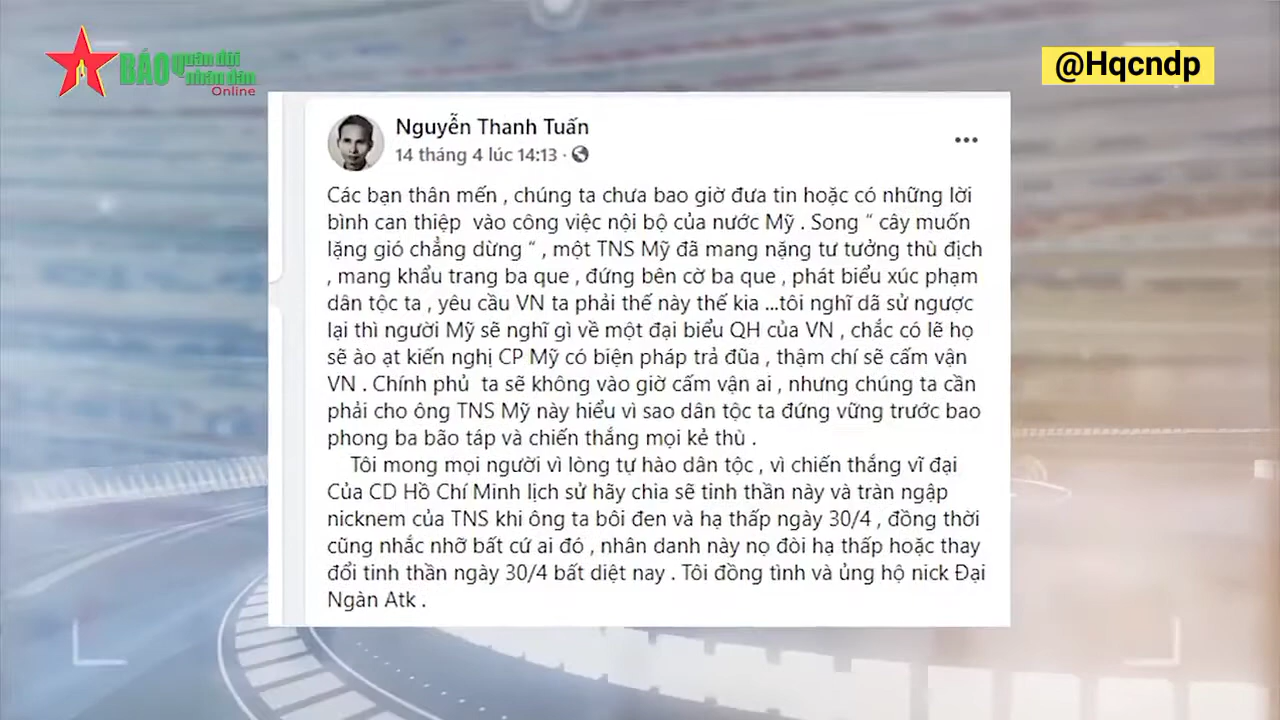 BÁO quân đội
nhân dân
Online
@Hqcndp
Nguyễn Thanh Tuấn
14 tháng 4 lúc 14:13 ·
Các bạn thân mến , chúng ta chưa bao giờ đưa tin hoặc có những lời
bình can thiệp vào công việc nội bộ của nước Mỹ . Song “ cây muốn
lặng gió chẳng dừng “ , một TNS Mỹ đã mang nặng tư tưởng thù địch
, mang khẩu trang ba que , đứng bên cờ ba que , phát biểu xúc phạm
dân tộc ta , yêu cầu VN ta phải thế này thế kia ...tôi nghĩ dã sử ngược
lại thì người Mỹ sẽ nghĩ gì về một đại biểu QH của VN , chắc có lẽ họ
sẽ ào ạt kiến nghị CP Mỹ có biện pháp trả đũa , thậm chí sẽ cấm vận
VN . Chính phủ ta sẽ không vào giờ cấm vận ai , nhưng chúng ta cần
phải cho ông TNS Mỹ này hiểu vì sao dân tộc ta đứng vững trước bao
phong ba bão táp và chiến thắng mọi kẻ thù .
Tôi mong mọi người vì lòng tự hào dân tộc , vì chiến thắng vĩ đại
Của CD Hồ Chí Minh lịch sử hãy chia sẽ tinh thần này và tràn ngập
nicknem của TNS khi ông ta bôi đen và hạ thấp ngày 30/4 , đồng thời
cũng nhắc nhỡ bất cứ ai đó , nhân danh này nọ đòi hạ thấp hoặc thay
đổi tinh thần ngày 30/4 bất diệt nay . Tôi đồng tình và ủng hộ nick Đại
Ngàn Atk .